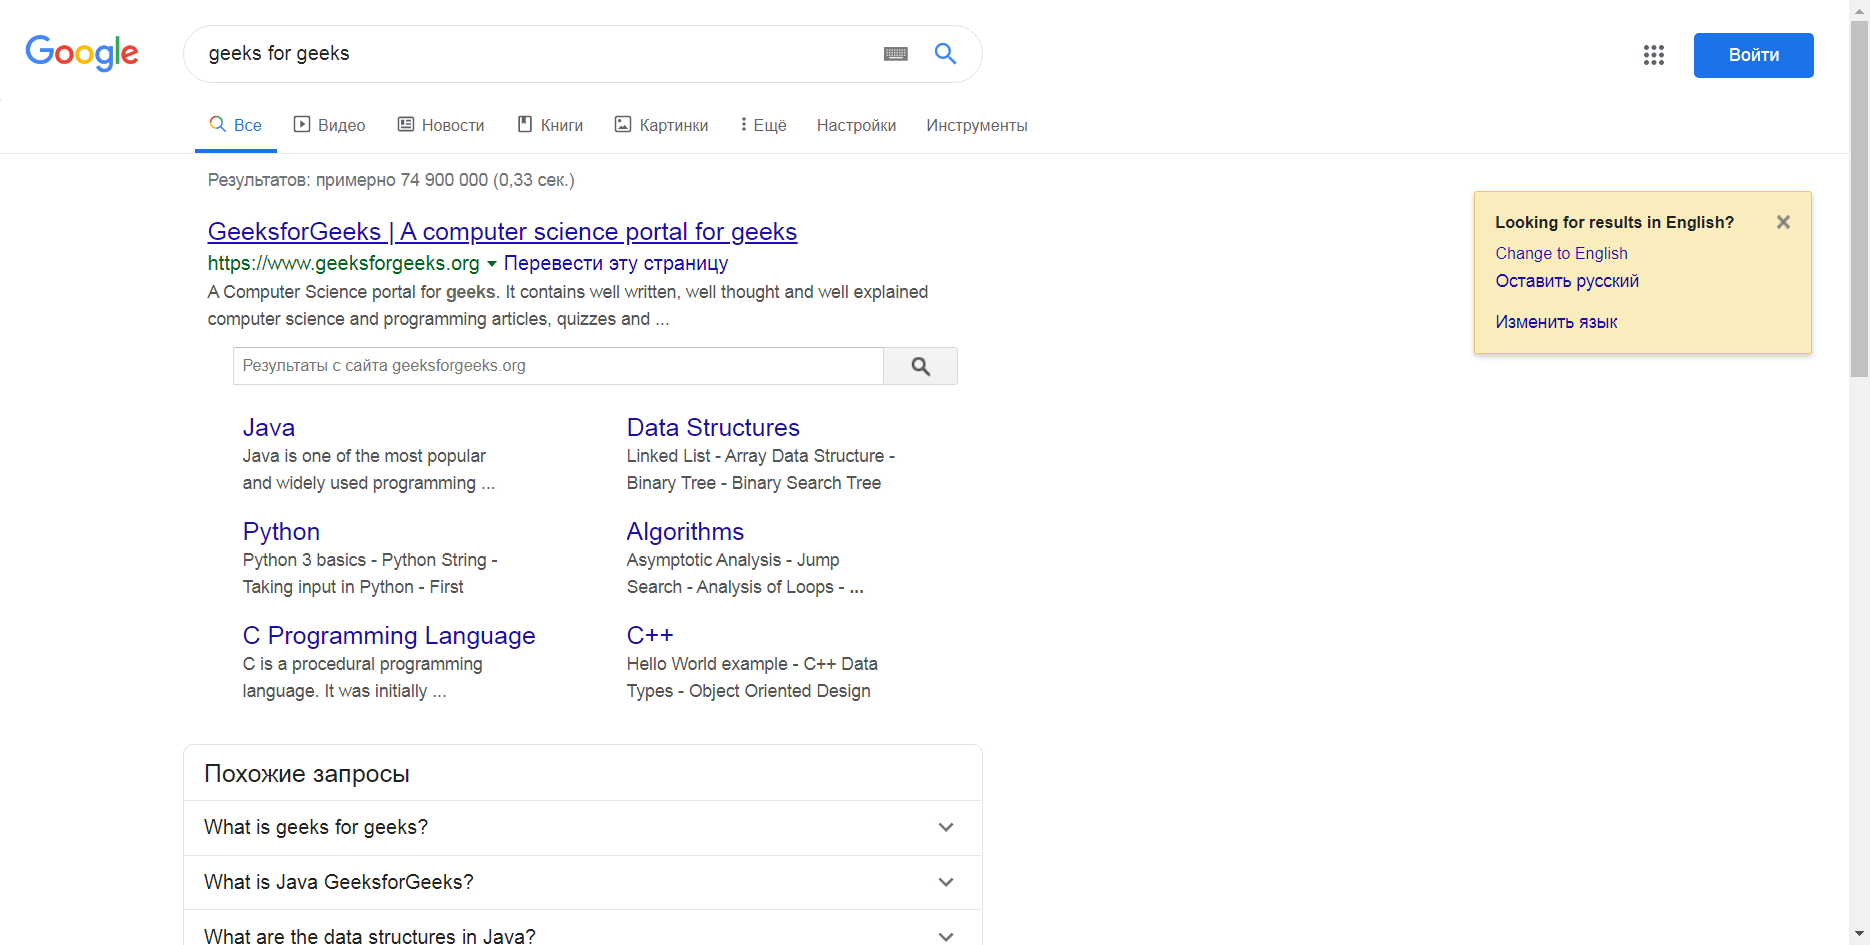 Google
geeks for geeks
Войти
Все Видео Новости Книги Картинки Ещё Настройки Инструменты
Результатов: примерно 74 900 000 (0,33 сек.)
GeeksforGeeks | A computer science portal for geeks
https://www.geeksforgeeks.org Перевести эту страницу
A Computer Science portal for geeks. It contains well written, well thought and well explained
computer science and programming articles, quizzes and ...
Результаты с сайта geeksforgeeks.org
Java
Java is one of the most popular
and widely used programming ...
Data Structures
Linked List - Array Data Structure -
Binary Tree - Binary Search Tree
Python
Python 3 basics - Python String -
Taking input in Python - First
Algorithms
Asymptotic Analysis - Jump
Search - Analysis of Loops - ...
C Programming Language
C is a procedural programming
language. It was initially ...
C++
Hello World example - C++ Data
Types - Object Oriented Design
Похожие запросы
What is geeks for geeks?
What is Java GeeksforGeeks?
What are the data structures in Java?
Looking for results in English?
Change to English
Оставить русский
Изменить язык